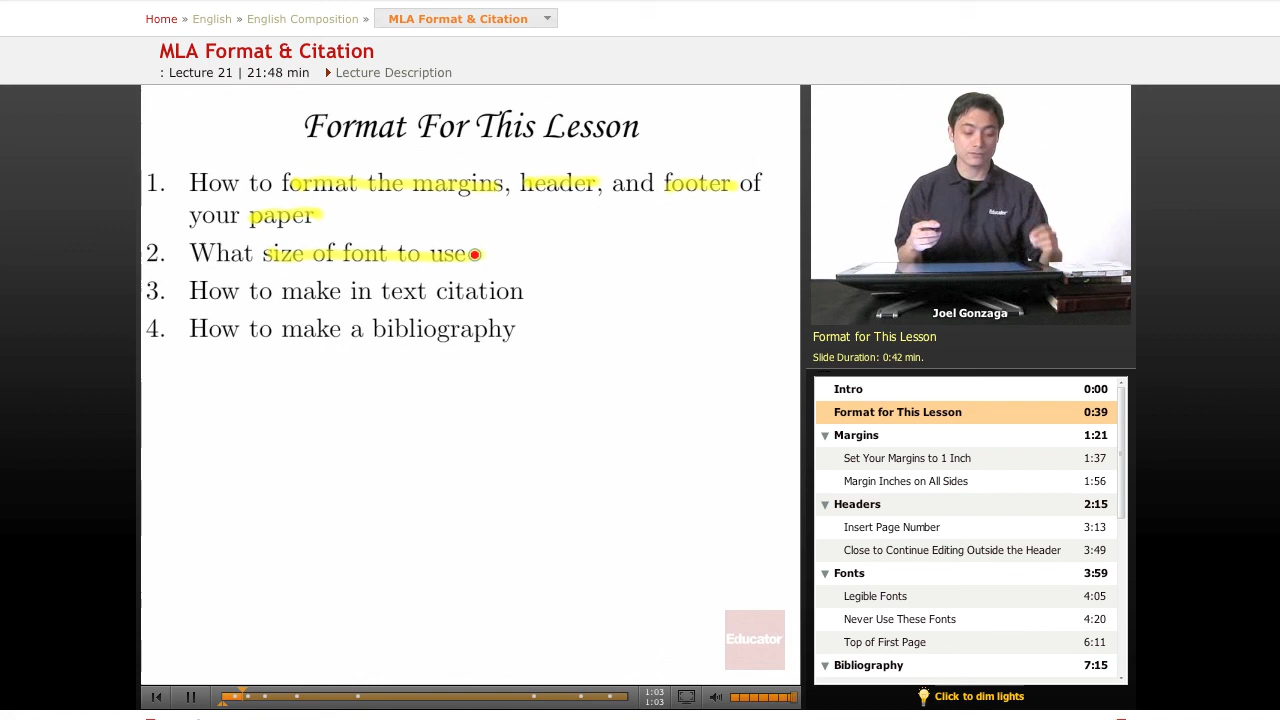 Home » English » English Composition » MLA Format & Citation
MLA Format & Citation
: Lecture 21 | 21:48 min Lecture Description
Format For This Lesson
1. How to format the margins, header, and footer of
your paper
2. What size of font to use
3. How to make in text citation
4. How to make a bibliography
Educator
Educator
Joel Gonzaga
Format for This Lesson
Slide Duration: 0:42 min.
Intro 0:00
Format for This Lesson 0:39
Margins 1:21
Set Your Margins to 1 Inch 1:37
Margin Inches on All Sides 1:56
Headers 2:15
Insert Page Number 3:13
Close to Continue Editing Outside the Header 3:49
Fonts 3:59
Legible Fonts 4:05
Never Use These Fonts 4:20
Top of First Page 6:11
Bibliography 7:15
1:03
1:03
Click to dim lights